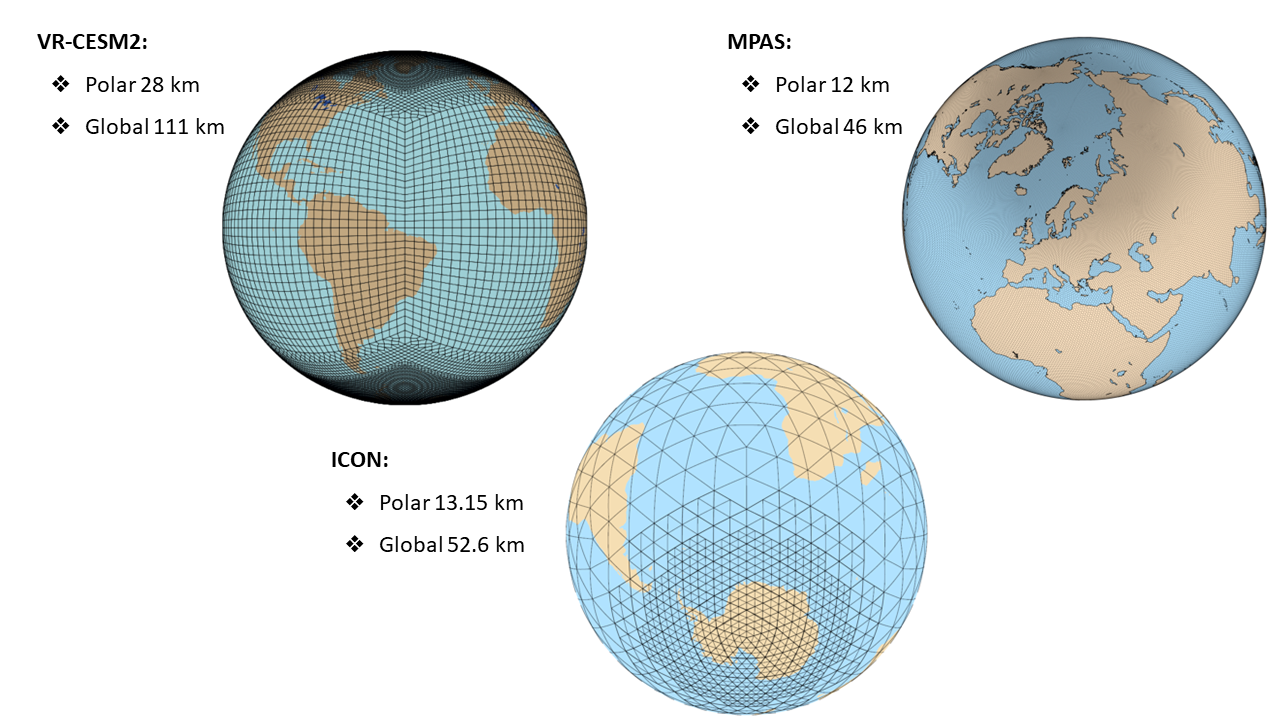 VR-CESM2:
❖ Polar 28 km
❖ Global 111 km
MPAS:
❖ Polar 12 km
❖ Global 46 km
ICON:
❖ Polar 13.15 km
❖ Global 52.6 km